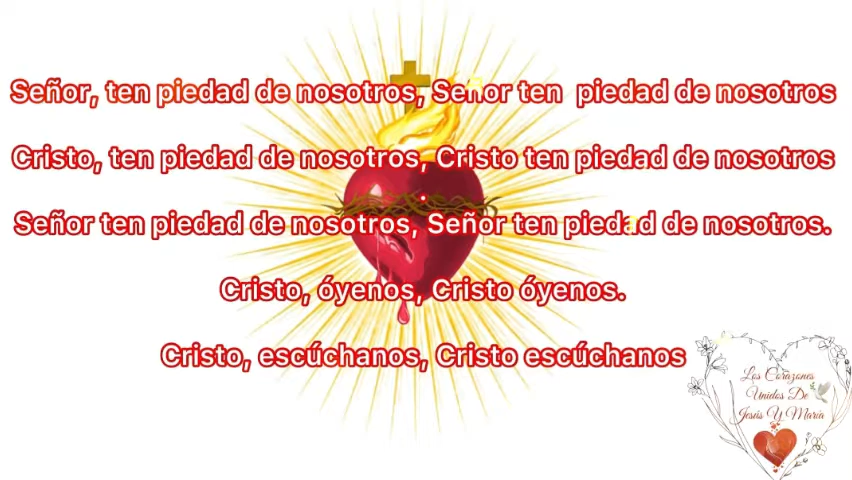 Señor, ten piedad de nosotros, Señor ten piedad de nosotros
Cristo, ten piedad de nosotros, Cristo ten piedad de nosotros
.
Señor ten piedad de nosotros, Señor ten piedad de nosotros.
Cristo, óyenos, Cristo óyenos.
Cristo, escúchanos, Cristo escúchanos
Los Corazones
Unidos De
Jesús Y María